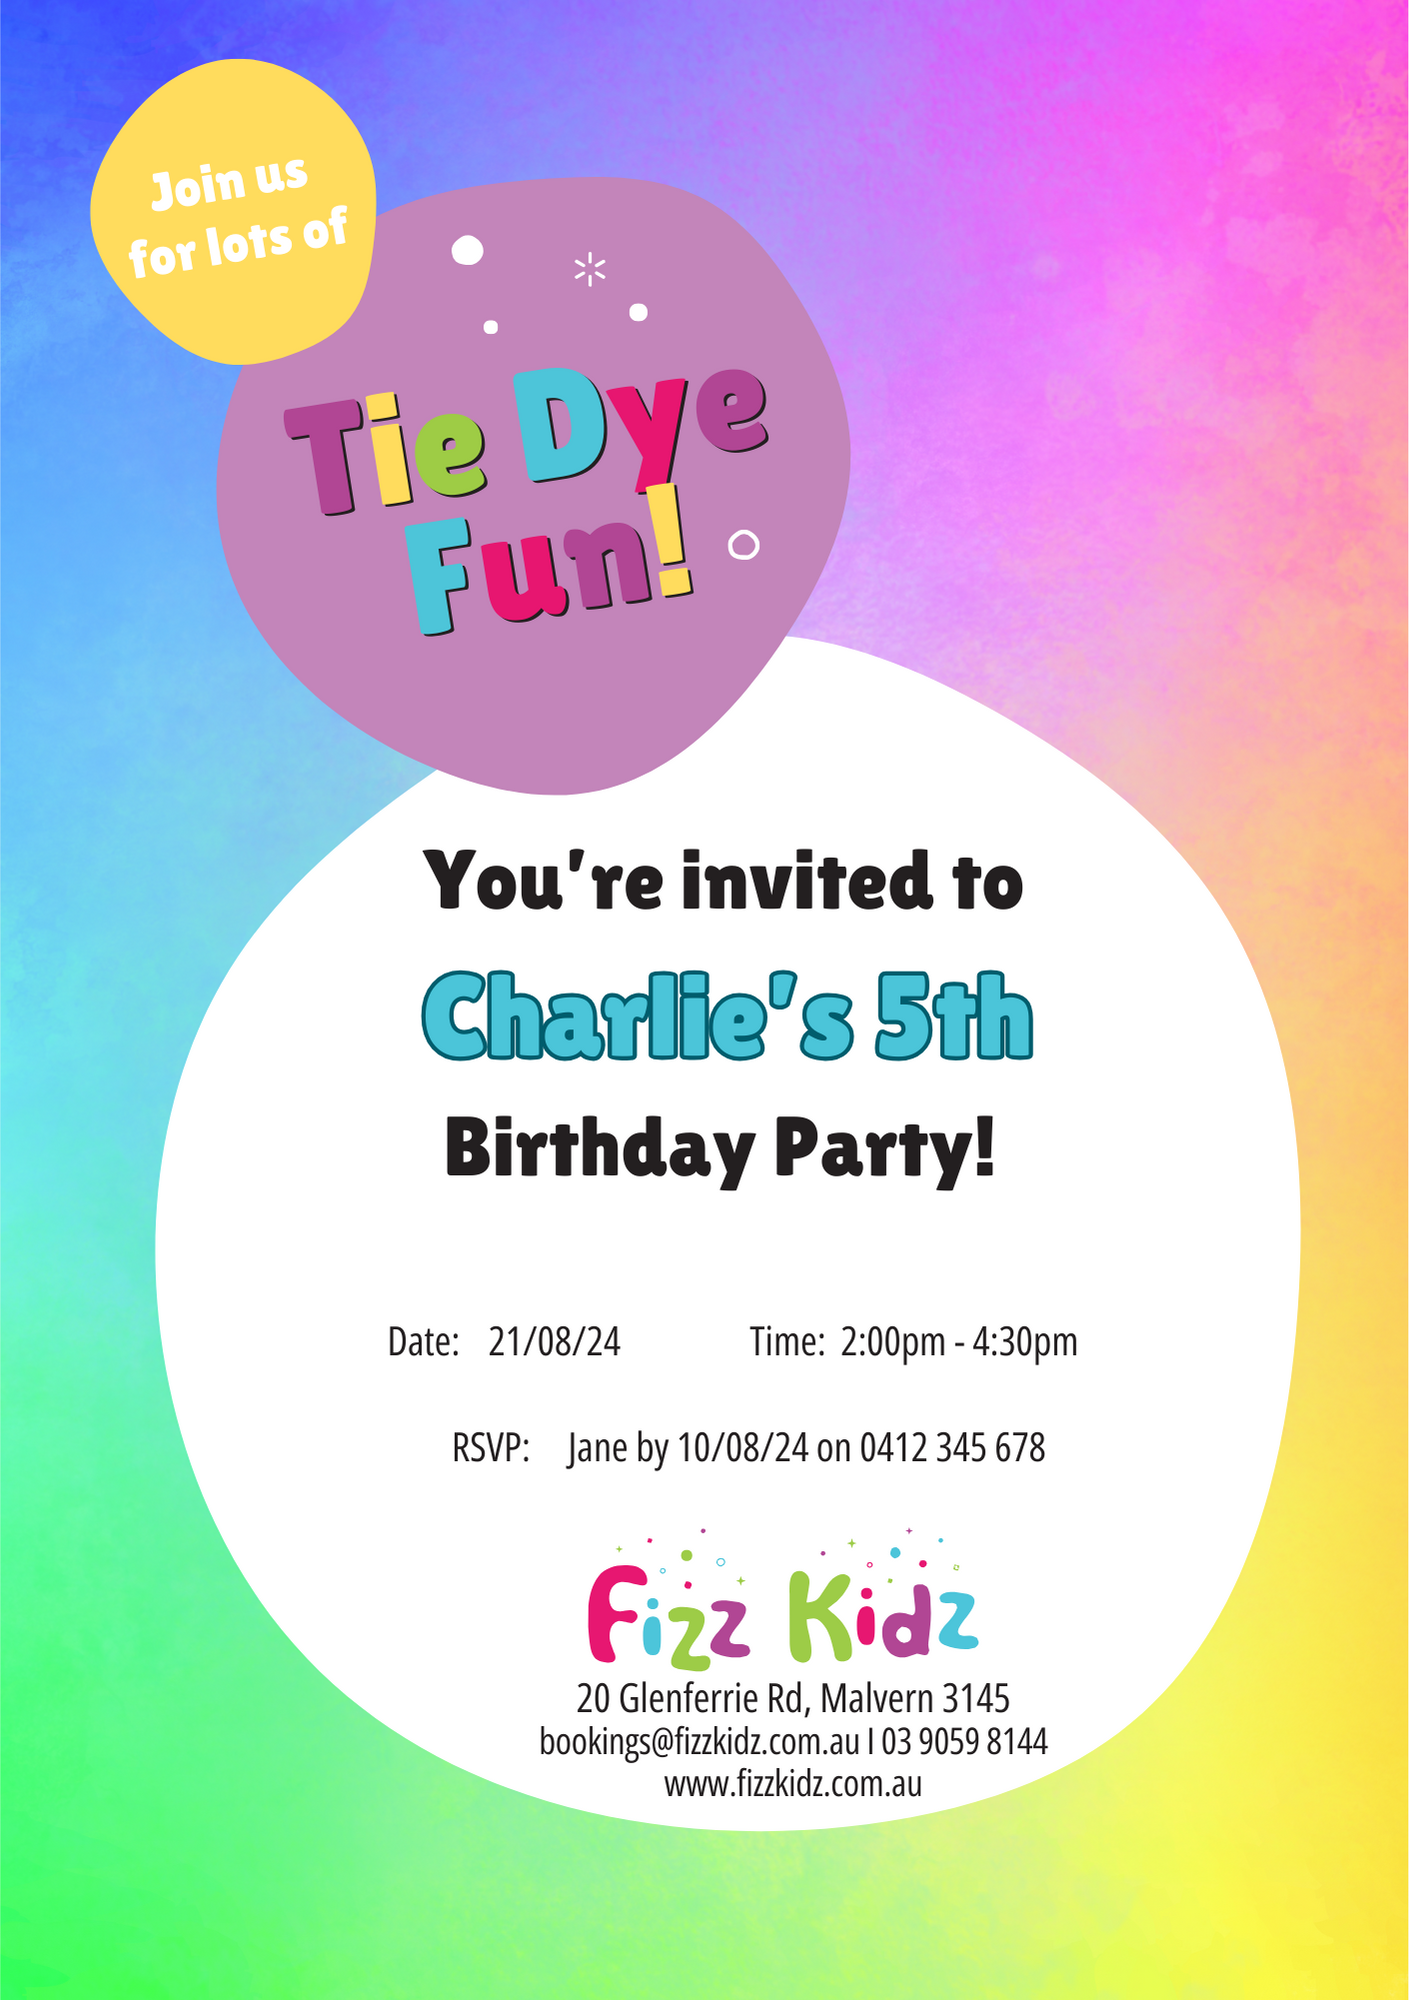 Join us
for lots of
Tie Dye
Fun!
You're invited to
Charlie's 5th
Birthday Party!
Date: 21/08/24 Time: 2:00pm - 4:30pm
RSVP: Jane by 10/08/24 on 0412 345 678
Fizz Kidz
20 Glenferrie Rd, Malvern 3145
bookings@fizzkidz.com.au I 03 9059 8144
www.fizzkidz.com.au